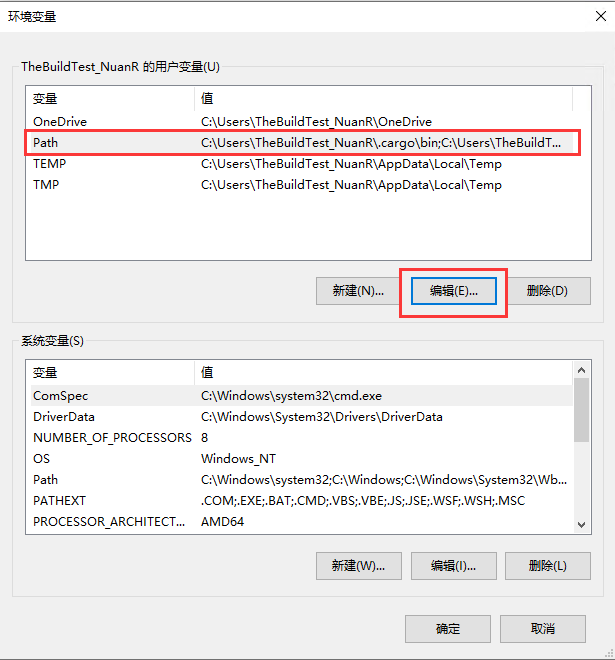 环境变量
TheBuildTest_NuanR 的用户变量(U)
变量 值
OneDrive C:\Users\TheBuildTest_NuanR\OneDrive
Path C:\Users\TheBuildTest_NuanR\.cargo\bin;C:\Users\TheBuildT...
TEMP C:\Users\TheBuildTest_NuanR\AppData\Local\Temp
TMP C:\Users\TheBuildTest_NuanR\AppData\Local\Temp
新建(N)... 编辑(E)... 删除(D)
系统变量(S)
变量 值
ComSpec C:\Windows\system32\cmd.exe
DriverData C:\Windows\System32\Drivers\DriverData
NUMBER_OF_PROCESSORS 8
OS Windows_NT
Path C:\Windows\system32;C:\Windows;C:\Windows\System32\Wb...
PATHEXT .COM;.EXE;.BAT;.CMD;.VBS;.VBE;.JS;.JSE;.WSF;.WSH;.MSC
PROCESSOR_ARCHITECT... AMD64
新建(W)... 编辑(I)... 删除(L)
确定 取消